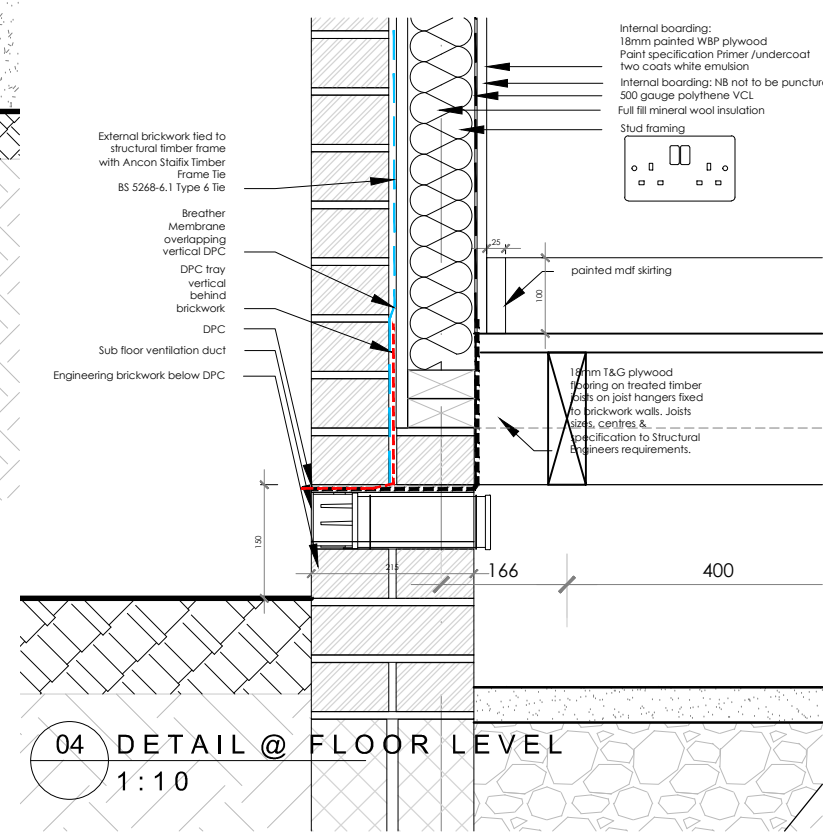 Internal boarding:
18mm painted WBP plywood
Paint specification Primer /undercoat
two coats white emulsion
Internal boarding: NB not to be puncture
500 gauge polythene VCL
Full fill mineral wool insulation
Stud framing
External brickwork tied to
structural timber frame
with Ancon Staifix Timber
Frame Tie
BS 5268-6.1 Type 6 Tie
Breather
Membrane
overlapping
vertical DPC
DPC tray
vertical
behind
brickwork
DPC
Sub floor ventilation duct
Engineering brickwork below DPC
25
painted mdf skirting
100
18mm T&G plywood
flooring on treated timber
joists on joist hangers fixed
to brickwork walls. Joists
sizes, centres &
specification to Structural
Engineers requirements.
150
215
166
400
04 DETAIL @ FLOOR LEVEL
1:10